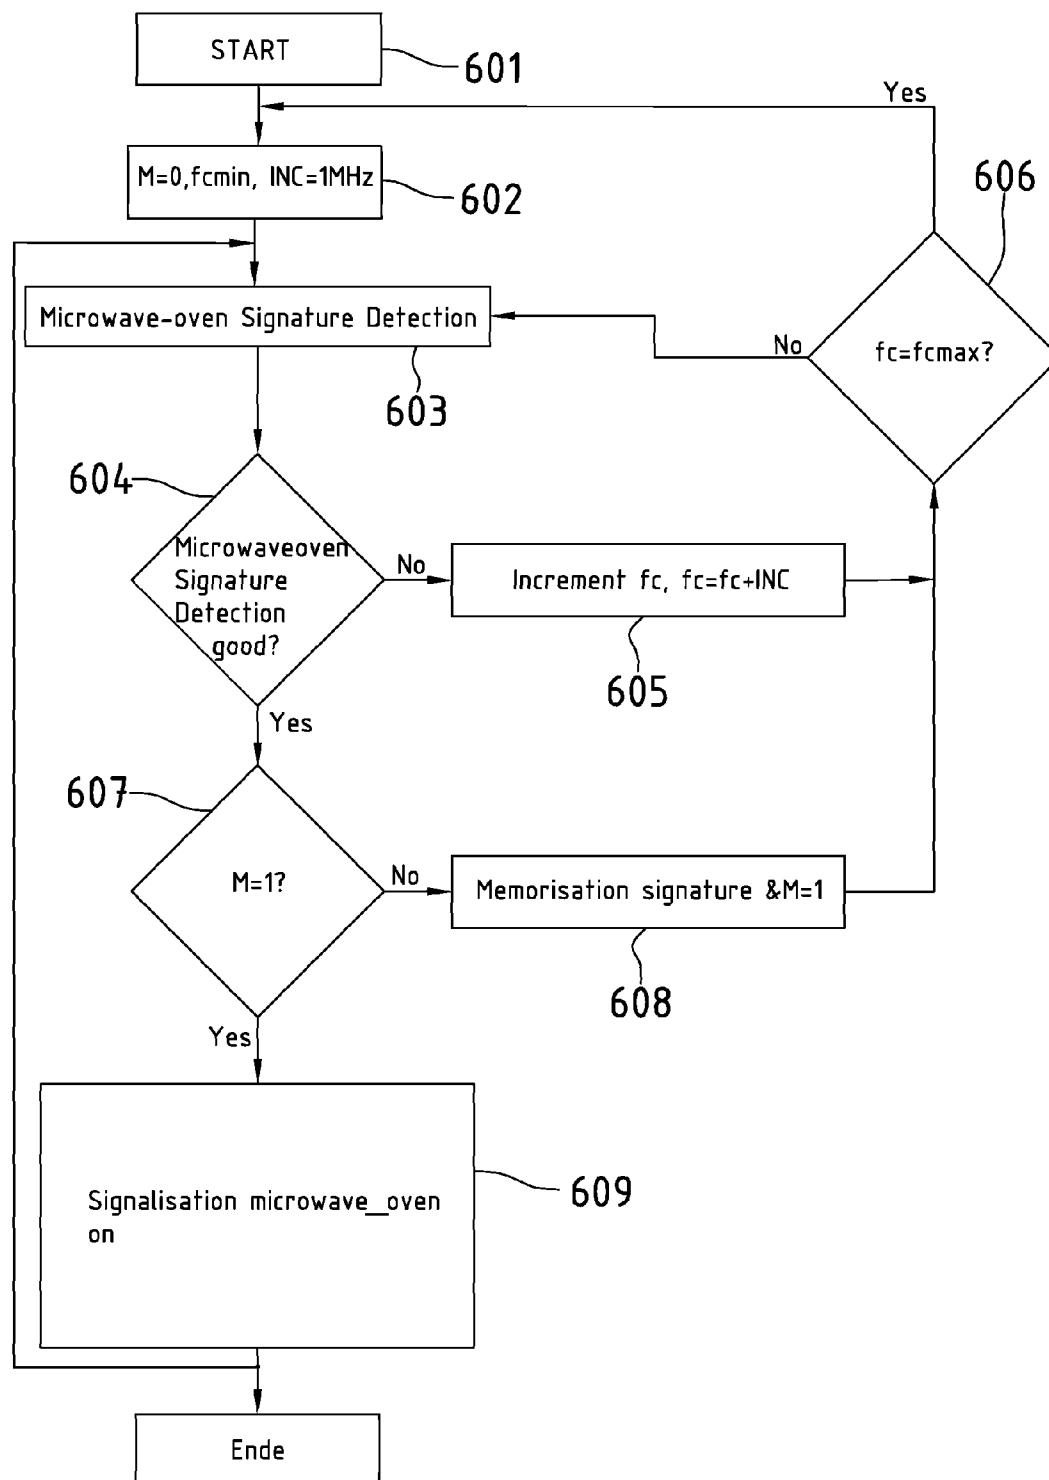 START
601
Yes
M=0,fcmin, INC=1MHz
602
606
Microwave-oven Signature Detection
603
No
fc=fcmax?
604
Microwaveoven
Signature
Detection
good?
No
Increment fc, fc=fc+INC
605
Yes
607
M=1?
No
Memorisation signature &M=1
608
Yes
Signalisation microwave_oven
on
609
Ende